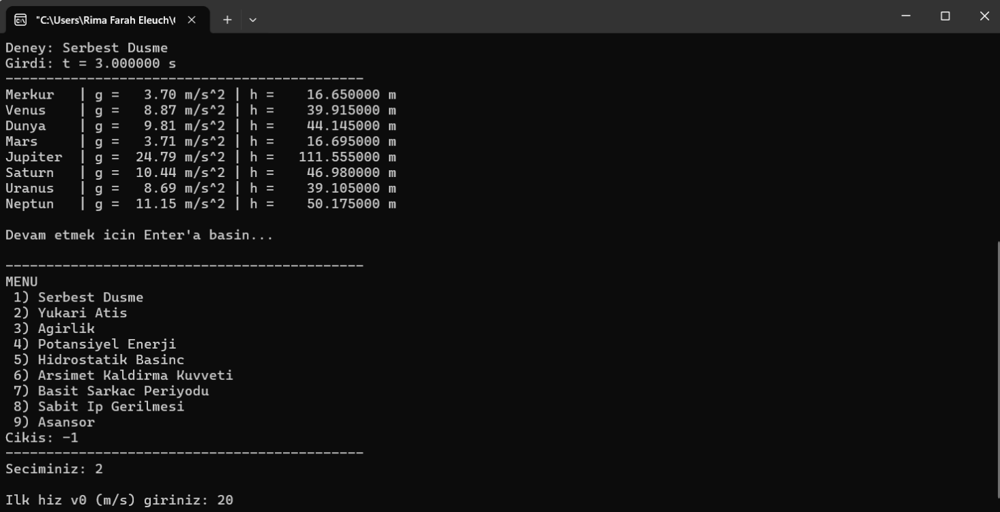 "C:\Users\Rima Farah Eleuch\
Deney: Serbest Dusme
Girdi: t = 3.000000 s
--------------------------------------------
Merkur   | g =   3.70 m/s^2 | h =    16.650000 m
Venus    | g =   8.87 m/s^2 | h =    39.915000 m
Dunya    | g =   9.81 m/s^2 | h =    44.145000 m
Mars     | g =   3.71 m/s^2 | h =    16.695000 m
Jupiter  | g =  24.79 m/s^2 | h =   111.555000 m
Saturn   | g =  10.44 m/s^2 | h =    46.980000 m
Uranus   | g =   8.69 m/s^2 | h =    39.105000 m
Neptun   | g =  11.15 m/s^2 | h =    50.175000 m
Devam etmek icin Enter'a basin...
--------------------------------------------
MENU
 1) Serbest Dusme
 2) Yukari Atis
 3) Agirlik
 4) Potansiyel Enerji
 5) Hidrostatik Basinc
 6) Arsimet Kaldirma Kuvveti
 7) Basit Sarkac Periyodu
 8) Sabit Ip Gerilmesi
 9) Asansor
Cikis: -1
--------------------------------------------
Seciminiz: 2
Ilk hiz v0 (m/s) giriniz: 20